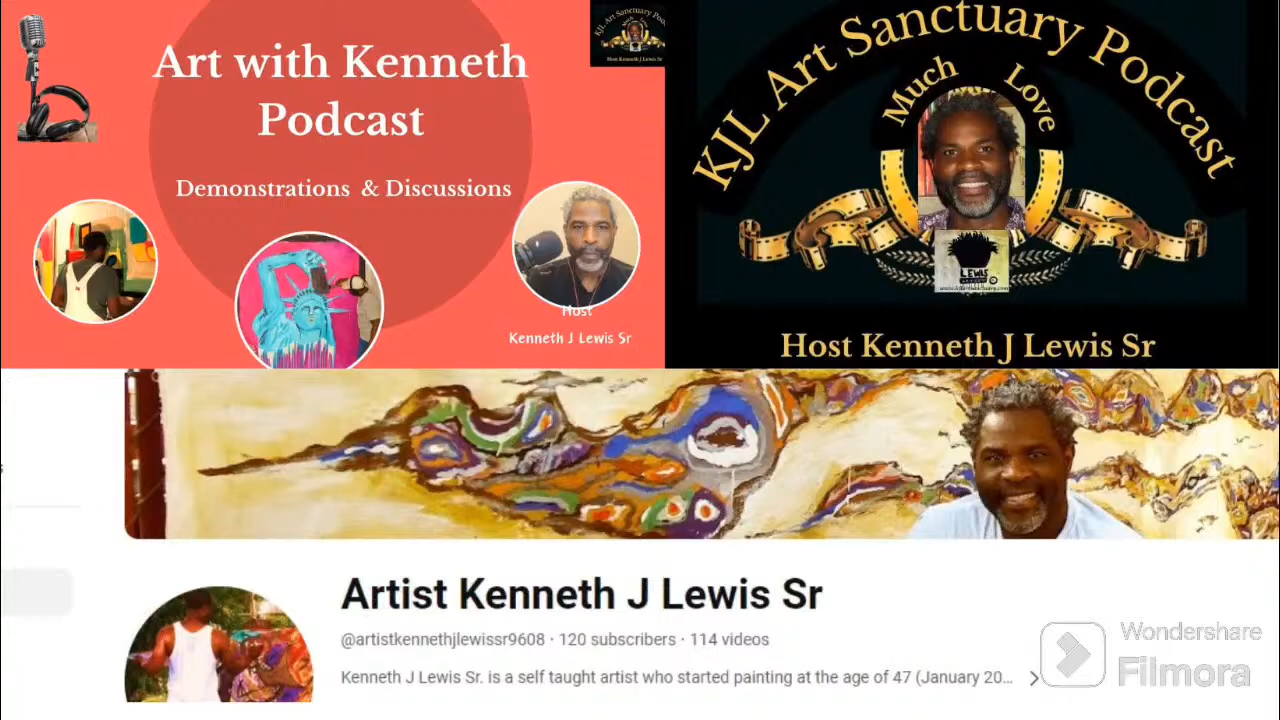 Art with Kenneth
Podcast
Demonstrations & Discussions
Host
Kenneth J Lewis Sr
KJL Art Sanctuary Podcast
Much Love
Host Kenneth J Lewis Sr
LEWIS
Artist Kenneth J Lewis Sr
@artistkennethjlewissr9608 · 120 subscribers · 114 videos
Kenneth J Lewis Sr. is a self taught artist who started painting at the age of 47 (January 20...
Wondershare
Filmora